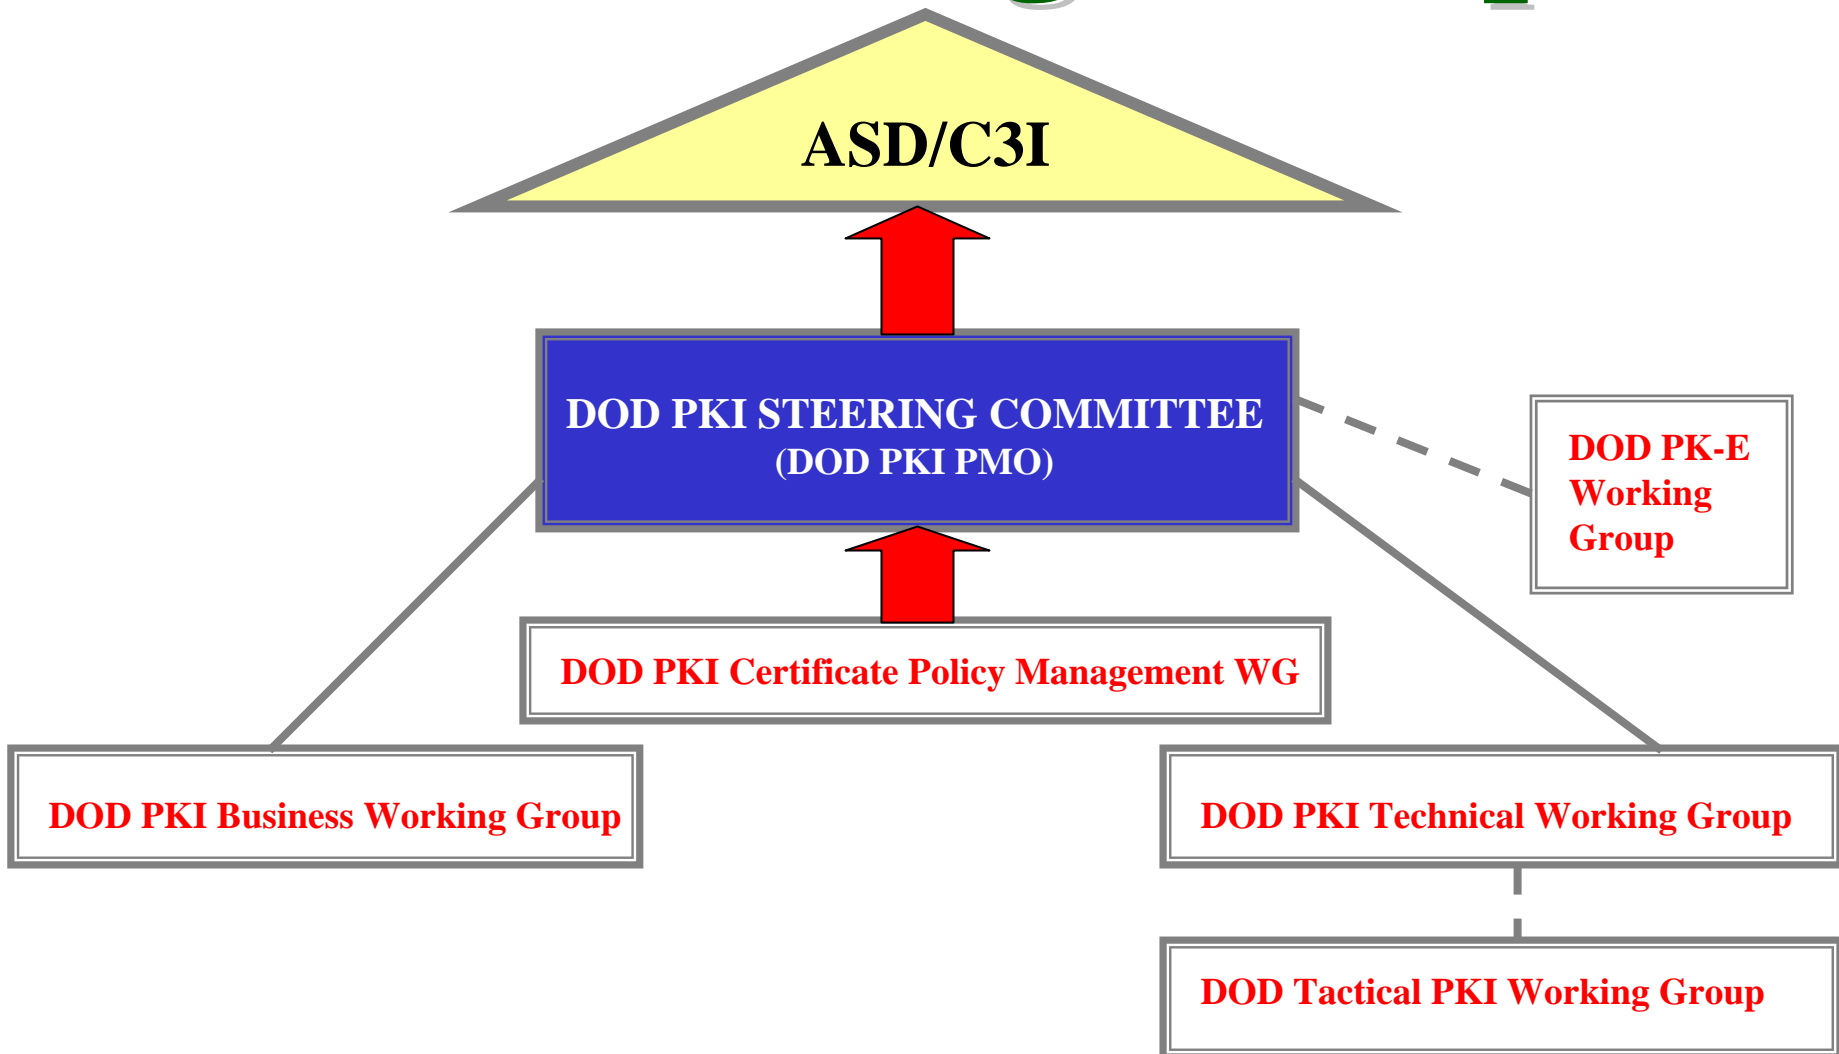 ASD/C3I
DOD PKI STEERING COMMITTEE
(DOD PKI PMO)
DOD PK-E
Working
Group
DOD PKI Certificate Policy Management WG
DOD PKI Business Working Group
DOD PKI Technical Working Group
DOD Tactical PKI Working Group